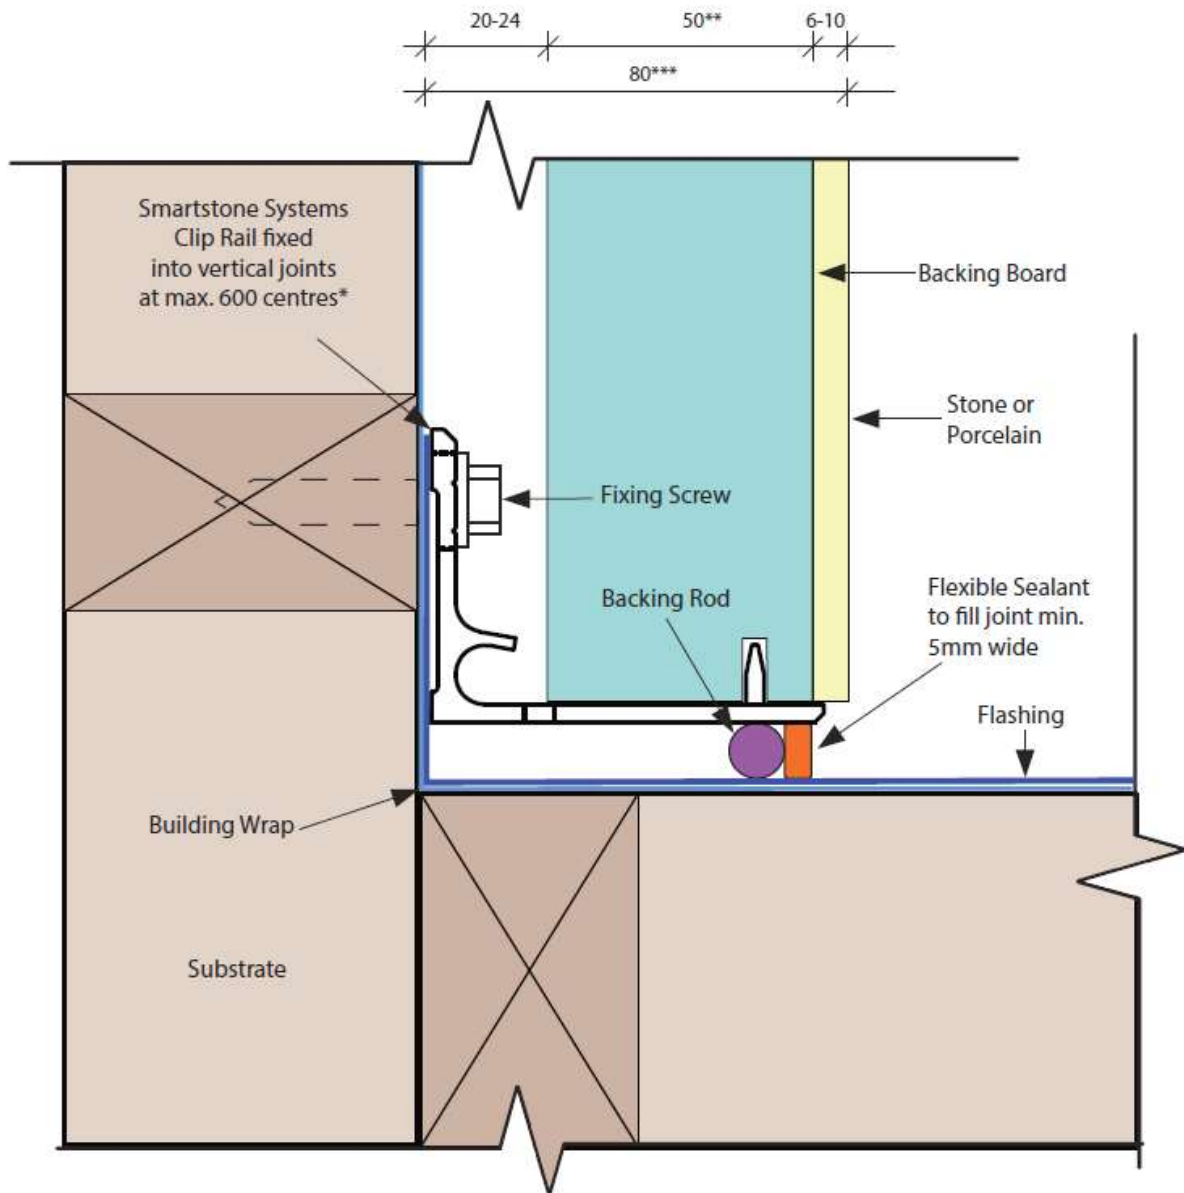 20-24
50**
6-10
80***
Smartstone Systems
Clip Rail fixed
into vertical joints
at max. 600 centres*
Backing Board
Stone or
Porcelain
Fixing Screw
Backing Rod
Flexible Sealant
to fill joint min.
5mm wide
Flashing
Building Wrap
Substrate